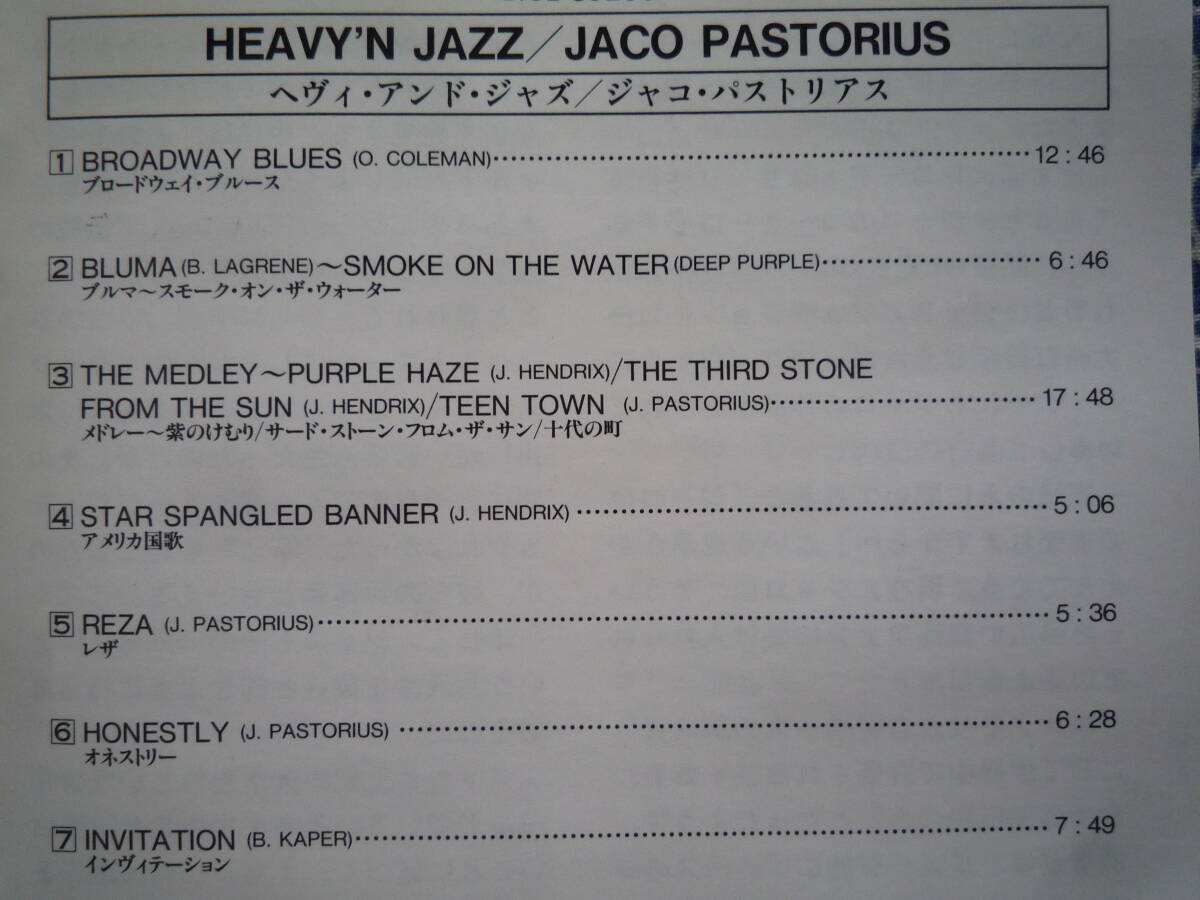 HEAVY'N JAZZ／JACO PASTORIUS
ヘヴィ・アンド・ジャズ／ジャコ・パストリアス
1 BROADWAY BLUES (O. COLEMAN)‥‥‥‥‥‥‥‥‥‥‥‥‥‥‥‥ 12 : 46
ブロードウェイ・ブルース
2 BLUMA (B. LAGRENE)～SMOKE ON THE WATER (DEEP PURPLE)‥‥‥‥‥‥‥ 6 : 46
ブルマ～スモーク・オン・ザ・ウォーター
3 THE MEDLEY～PURPLE HAZE (J. HENDRIX)/THE THIRD STONE
FROM THE SUN (J. HENDRIX)/TEEN TOWN (J. PASTORIUS)‥‥‥‥‥‥‥‥ 17 : 48
メドレー～紫のけむり/サード・ストーン・フロム・ザ・サン/十代の町
4 STAR SPANGLED BANNER (J. HENDRIX) ‥‥‥‥‥‥‥‥‥‥‥‥‥‥ 5 : 06
アメリカ国歌
5 REZA (J. PASTORIUS)‥‥‥‥‥‥‥‥‥‥‥‥‥‥‥‥‥‥‥‥‥‥ 5 : 36
レザ
6 HONESTLY (J. PASTORIUS) ‥‥‥‥‥‥‥‥‥‥‥‥‥‥‥‥‥‥‥ 6 : 28
オネストリー
7 INVITATION (B. KAPER)‥‥‥‥‥‥‥‥‥‥‥‥‥‥‥‥‥‥‥‥‥ 7 : 49
インヴィテーション